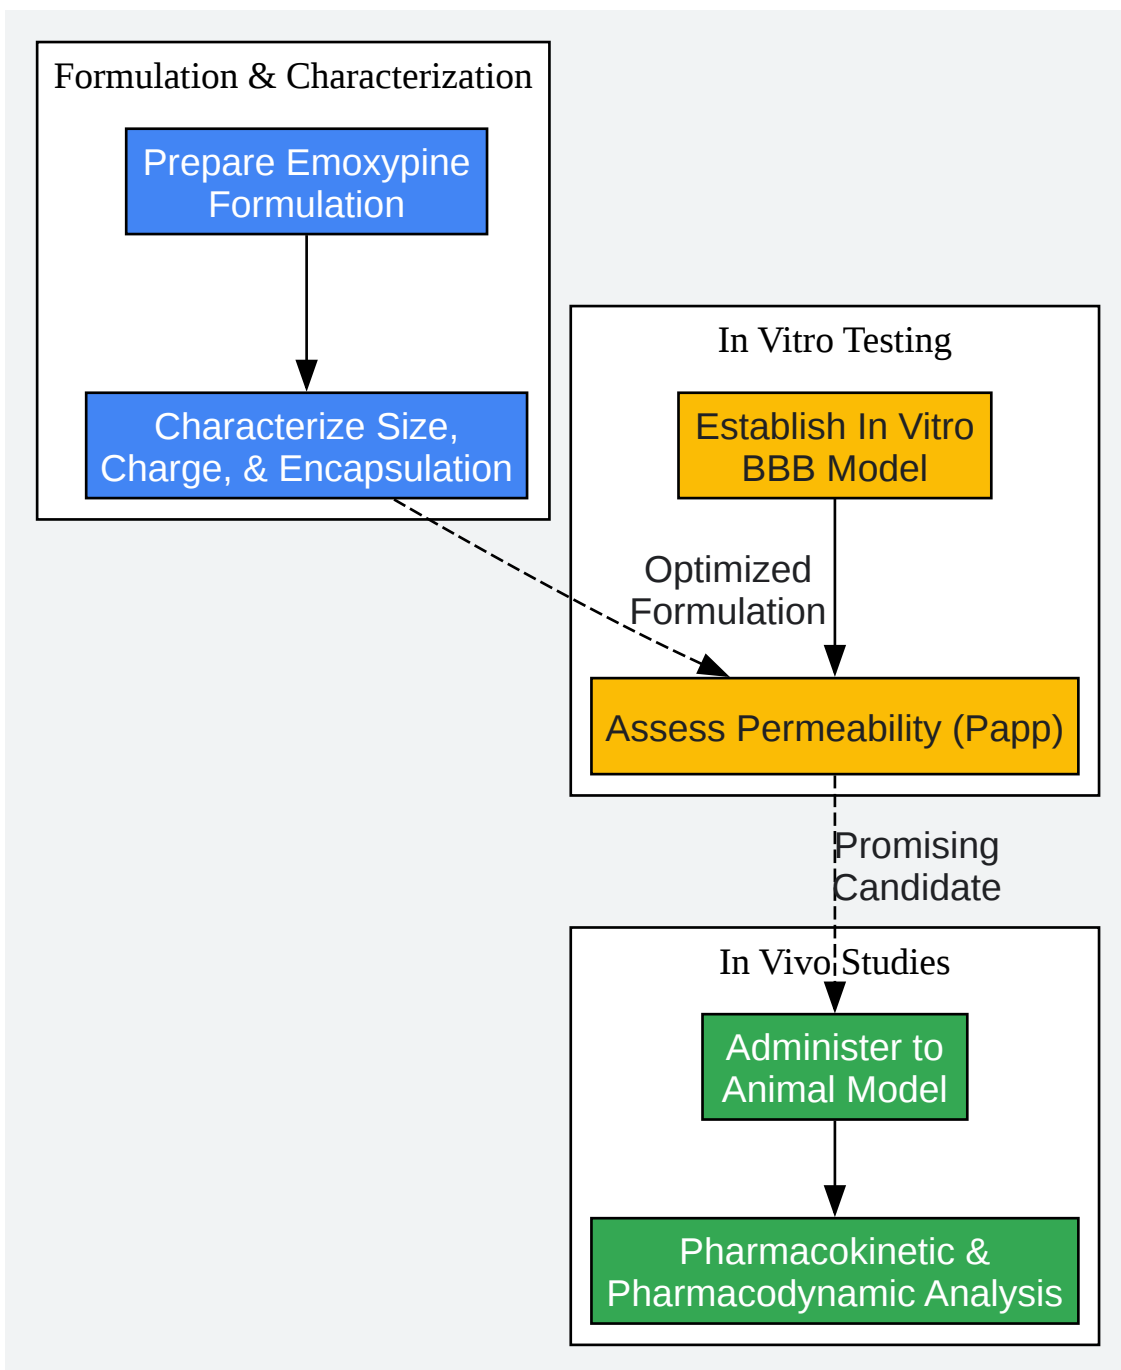 Formulation & Characterization
Prepare Emoxypine
Formulation
Characterize Size,
Charge, & Encapsulation
In Vitro Testing
Establish In Vitro
BBB Model
Optimized
Formulation
Assess Permeability (Papp)
Promising
Candidate
In Vivo Studies
Administer to
Animal Model
Pharmacokinetic &
Pharmacodynamic Analysis